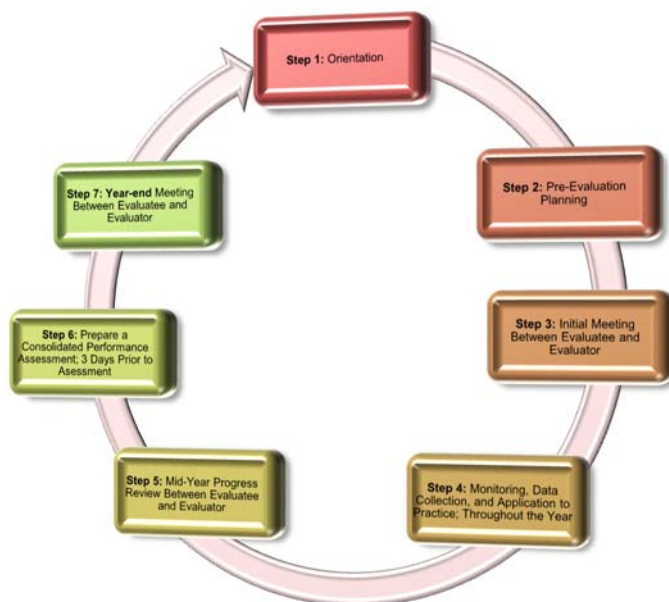 Step 1: Orientation
Step 2: Pre-Evaluation
Planning
Step 3: Initial Meeting
Between Evaluatee and
Evaluator
Step 4: Monitoring, Data
Collection, and Application to
Practice; Throughout the Year
Step 5: Mid-Year Progress
Review Between Evaluatee
and Evaluator
Step 6: Prepare a
Consolidated Performance
Assessment; 3 Days Prior to
Asessment
Step 7: Year-end Meeting
Between Evaluatee and
Evaluator